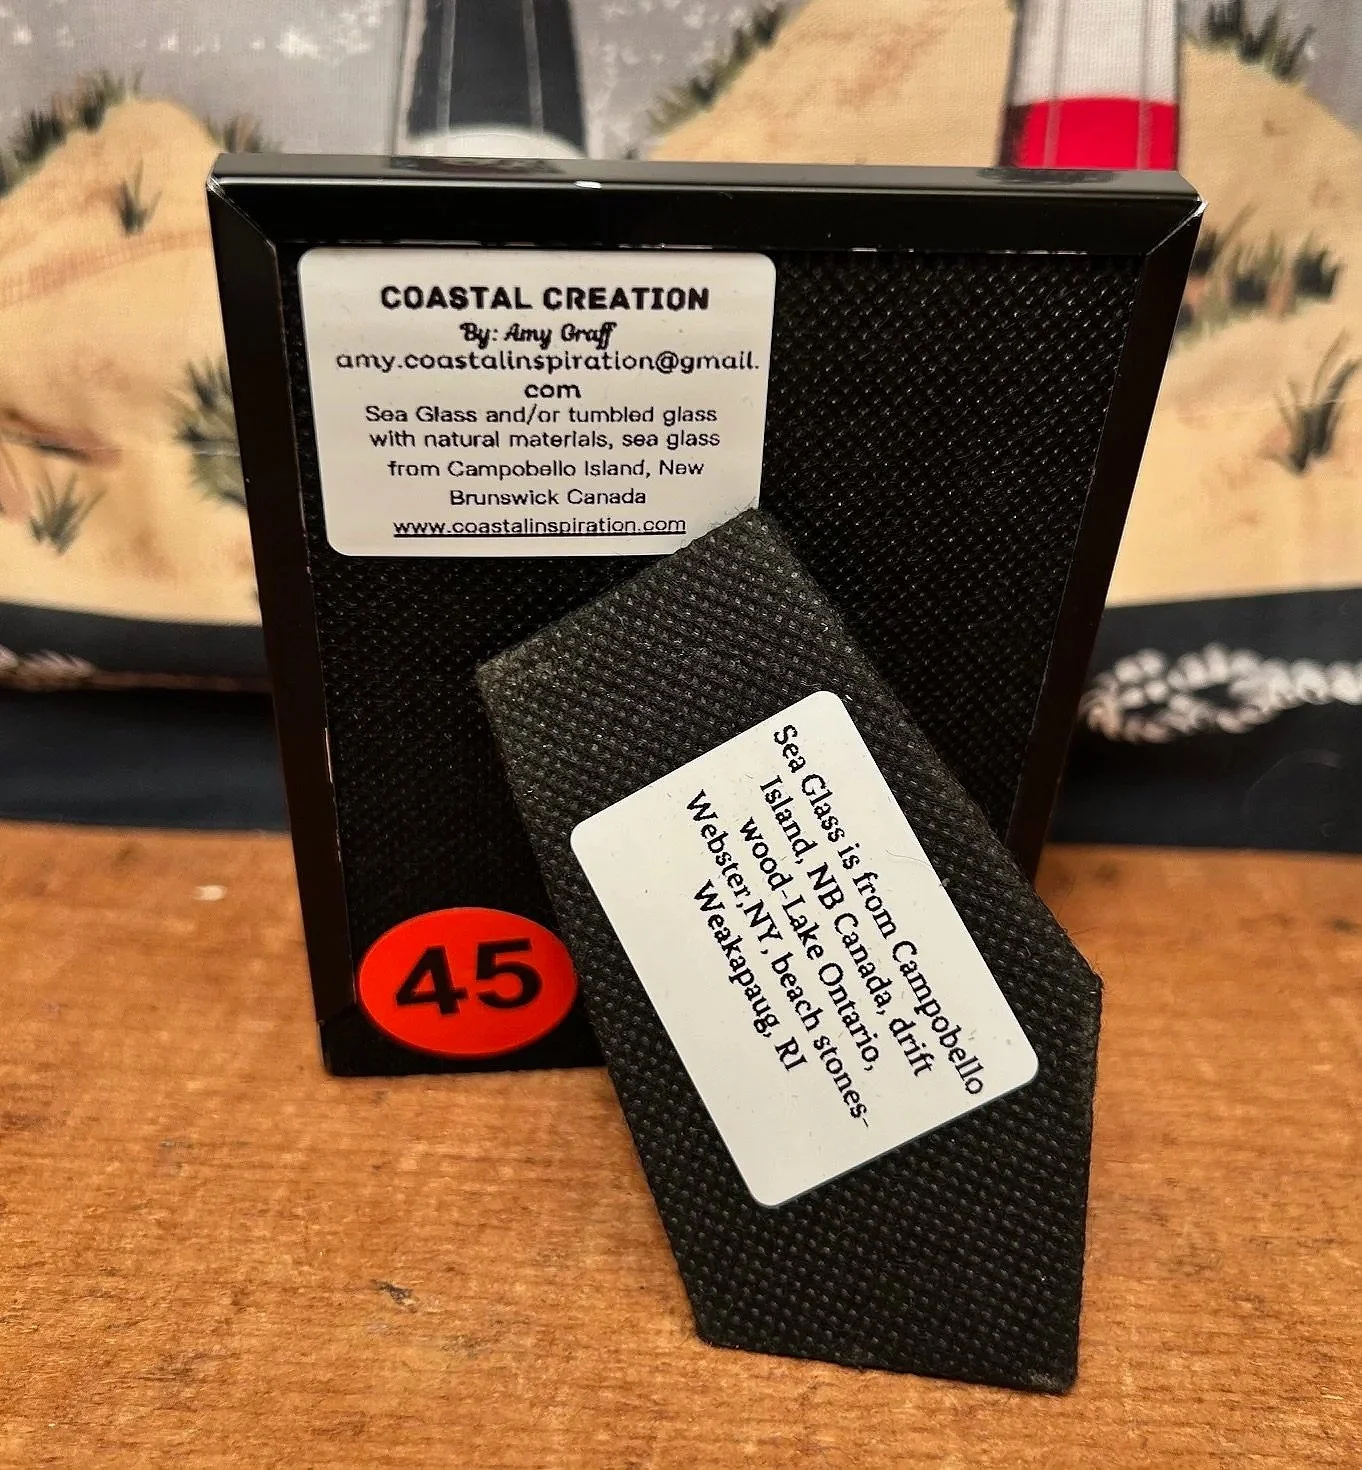 COASTAL CREATION
By: Amy Graff
amy.coastalinspiration@gmail.
com
Sea Glass and/or tumbled glass
with natural materials, sea glass
from Campobello Island, New
Brunswick Canada
www.coastalinspiration.com
Sea Glass is from Campobello
Island, NB Canada, drift
wood-Lake Ontario,
Webster,NY, beach stones-
Weakapaug, RI
45